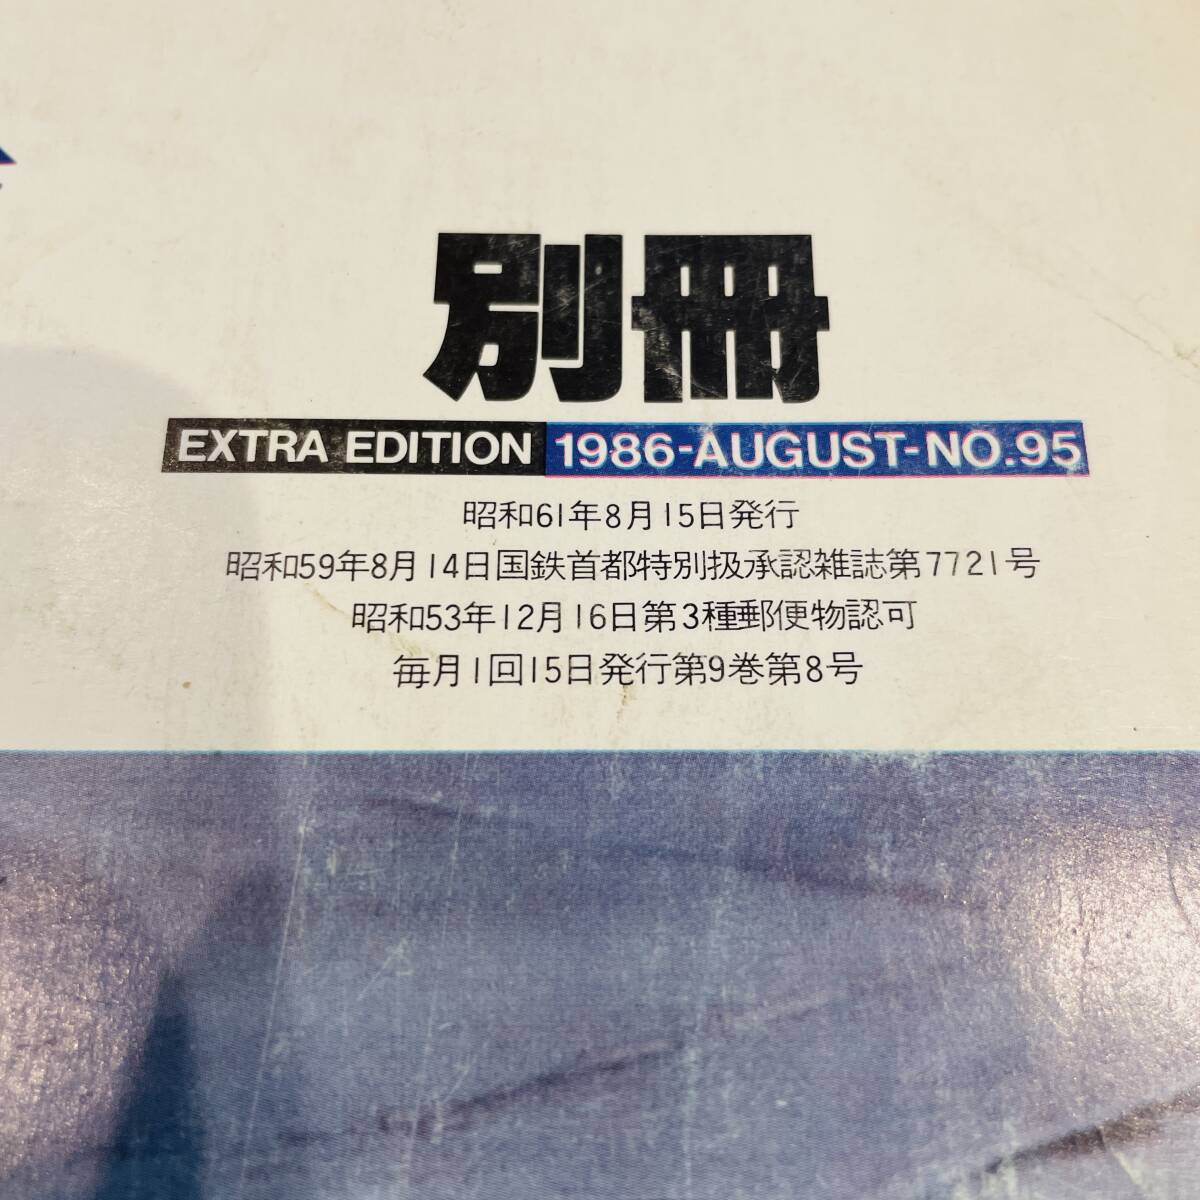 別冊
EXTRA EDITION 1986-AUGUST-NO.95
昭和61年8月15日発行
昭和59年8月14日国鉄首都特別扱承認雑誌第7721号
昭和53年12月16日第3種郵便物認可
毎月1回15日発行第9巻第8号